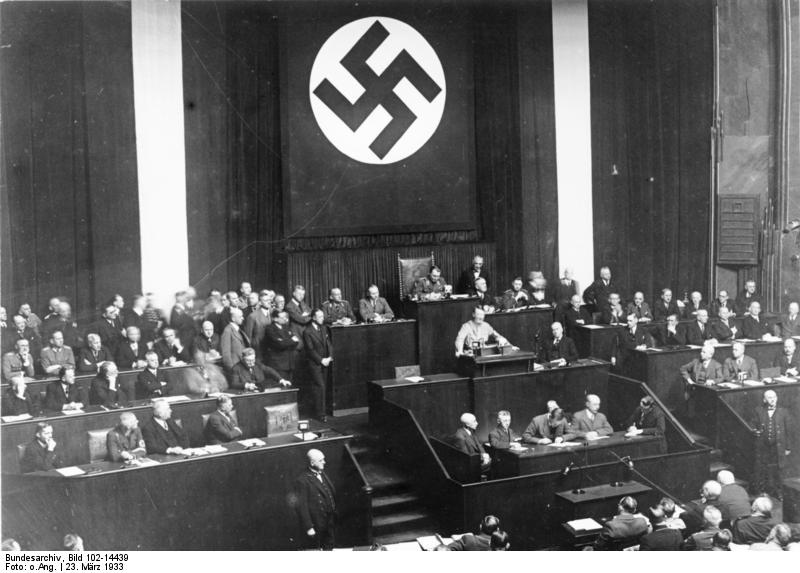 Bundesarchiv, Bild 102-14439
Foto: o.Ang. | 23. März 1933